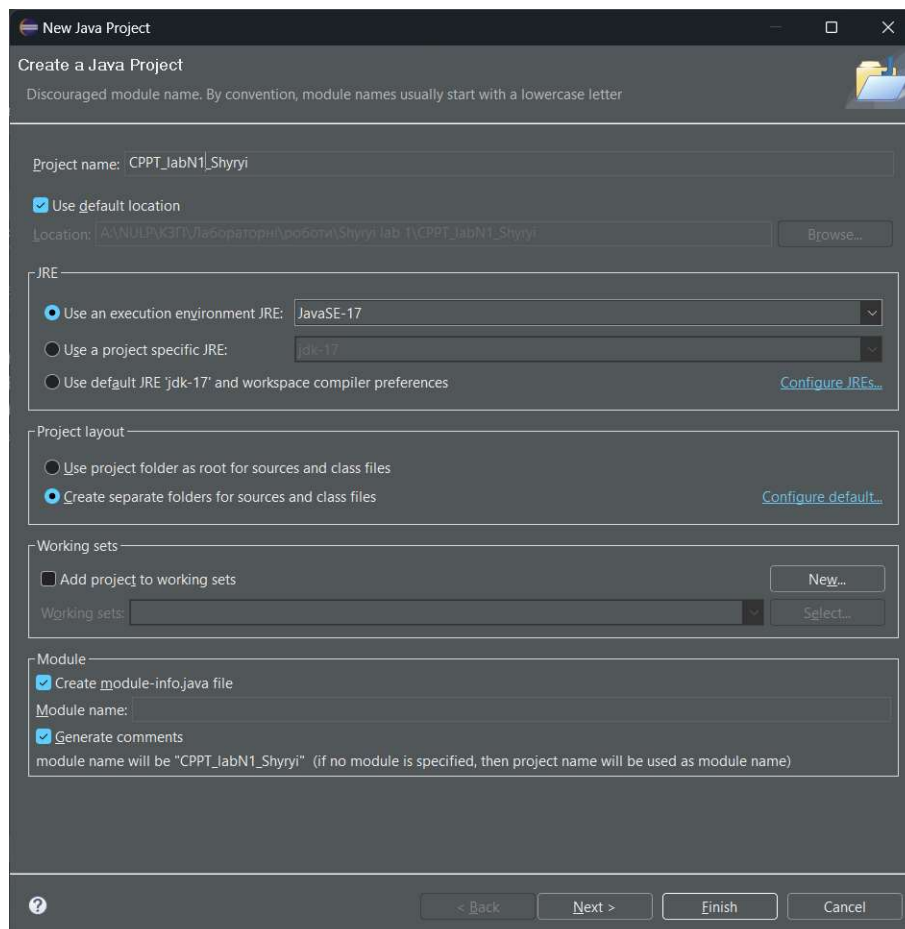 New Java Project
Create a Java Project
Discouraged module name. By convention, module names usually start with a lowercase letter
Project name: CPPT_labN1_Shyryi
Use default location
Location: A:\NULP\КЗП\Лабораторні\роботи\Shyryi lab 1\CPPT_labN1_Shyryi Browse...
JRE
Use an execution environment JRE: JavaSE-17
Use a project specific JRE: jdk-17
Use default JRE 'jdk-17' and workspace compiler preferences Configure JREs...
Project layout
Use project folder as root for sources and class files
Create separate folders for sources and class files Configure default...
Working sets
Add project to working sets New...
Working sets: Select...
Module
Create module-info.java file
Module name:
Generate comments
module name will be "CPPT_labN1_Shyryi" (if no module is specified, then project name will be used as module name)
? < Back Next > Finish Cancel